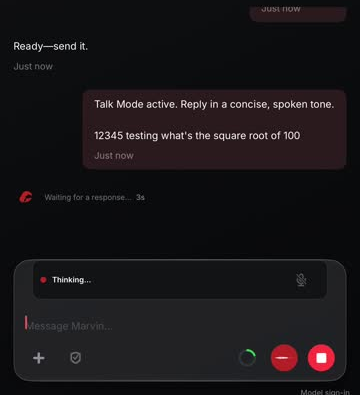 Just now
Ready—send it.
Just now
Talk Mode active. Reply in a concise, spoken tone.
12345 testing what's the square root of 100
Just now
Waiting for a response... 3s
Thinking...
Message Marvin...
Model sign-in